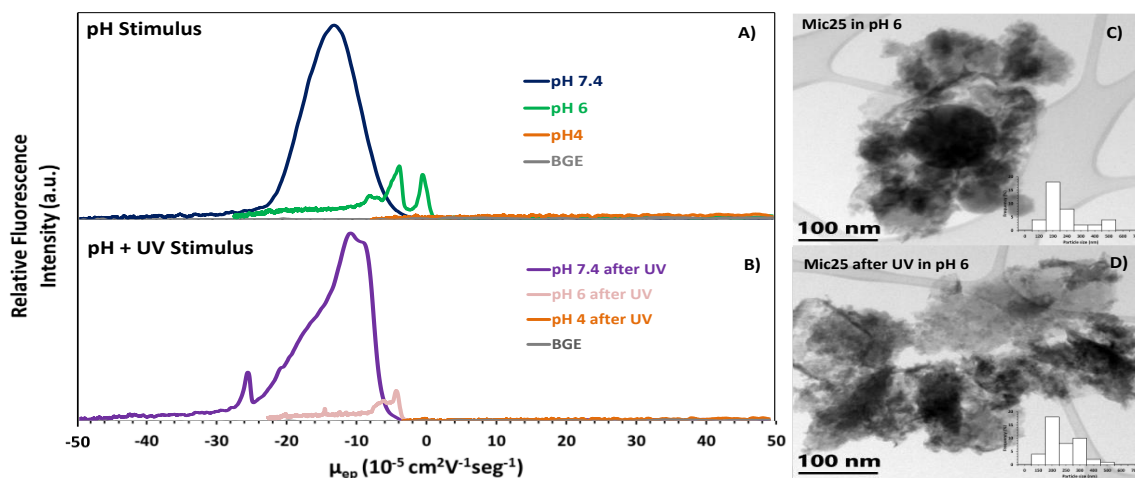 pH Stimulus
A)
pH 7.4
pH 6
pH4
BGE
Relative Fluorescence
Intensity (a.u.)
pH + UV Stimulus
B)
pH 7.4 after UV
pH 6 after UV
pH 4 after UV
BGE
-50 -40 -30 -20 -10 0 10 20 30 40 50
µep (10-5 cm2V-1seg-1)
Mic25 in pH 6
C)
100 nm
Particle size (nm)
Mic25 after UV in pH 6
D)
100 nm